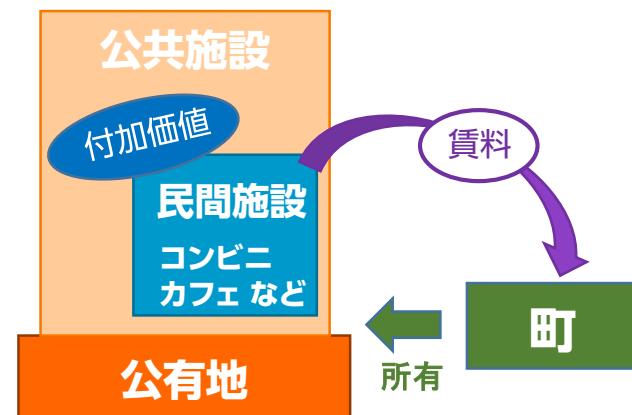 公共施設
付加価値
賃料
民間施設
コンビニ
カフェ など
町
所有
公有地